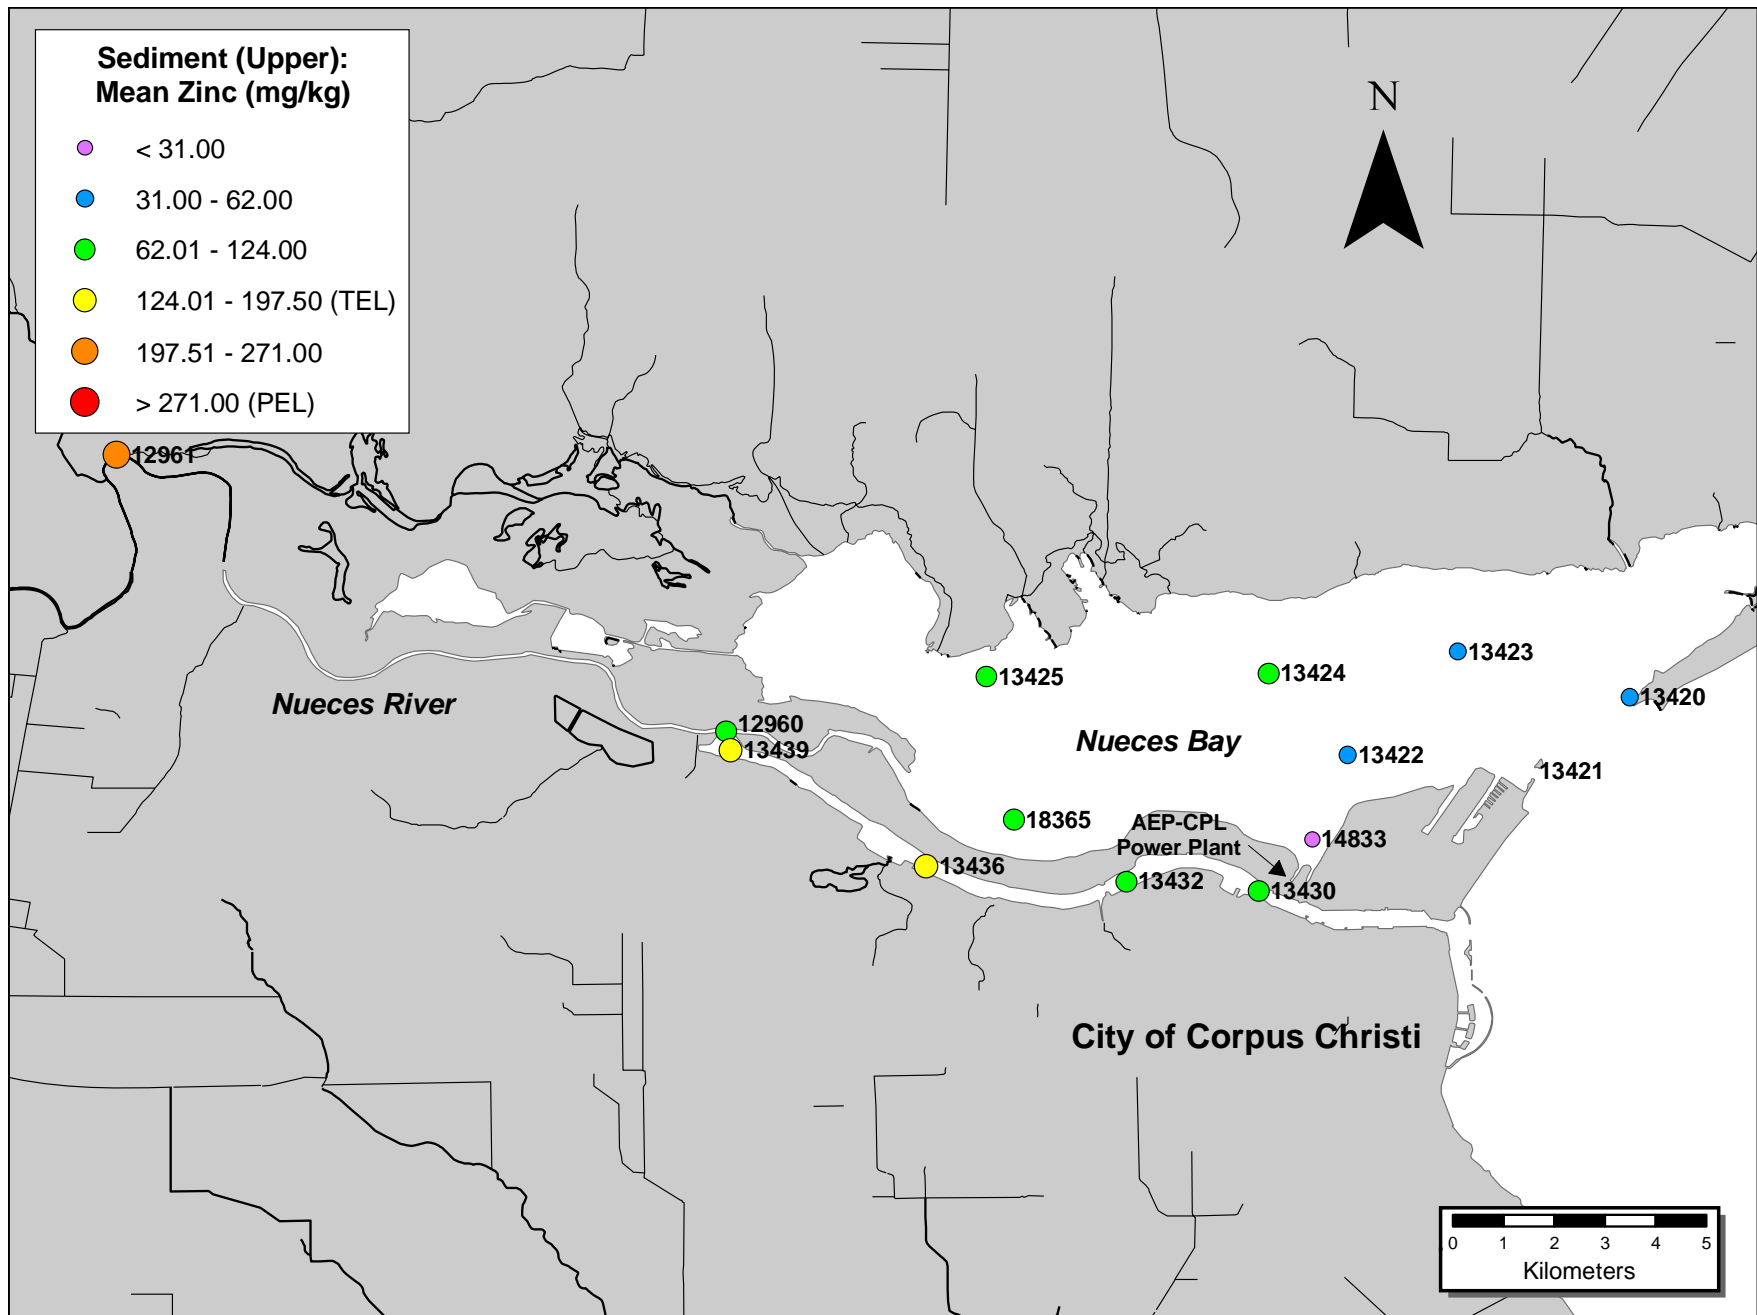 Sediment (Upper):
Mean Zinc (mg/kg)
< 31.00
31.00 - 62.00
62.01 - 124.00
124.01 - 197.50 (TEL)
197.51 - 271.00
> 271.00 (PEL)
N
12961
13423
13425
13424
13420
Nueces River
12960
Nueces Bay
13439
13422
13421
18365
AEP-CPL
Power Plant
14833
13436
13432
13430
City of Corpus Christi
0 1 2 3 4 5
Kilometers